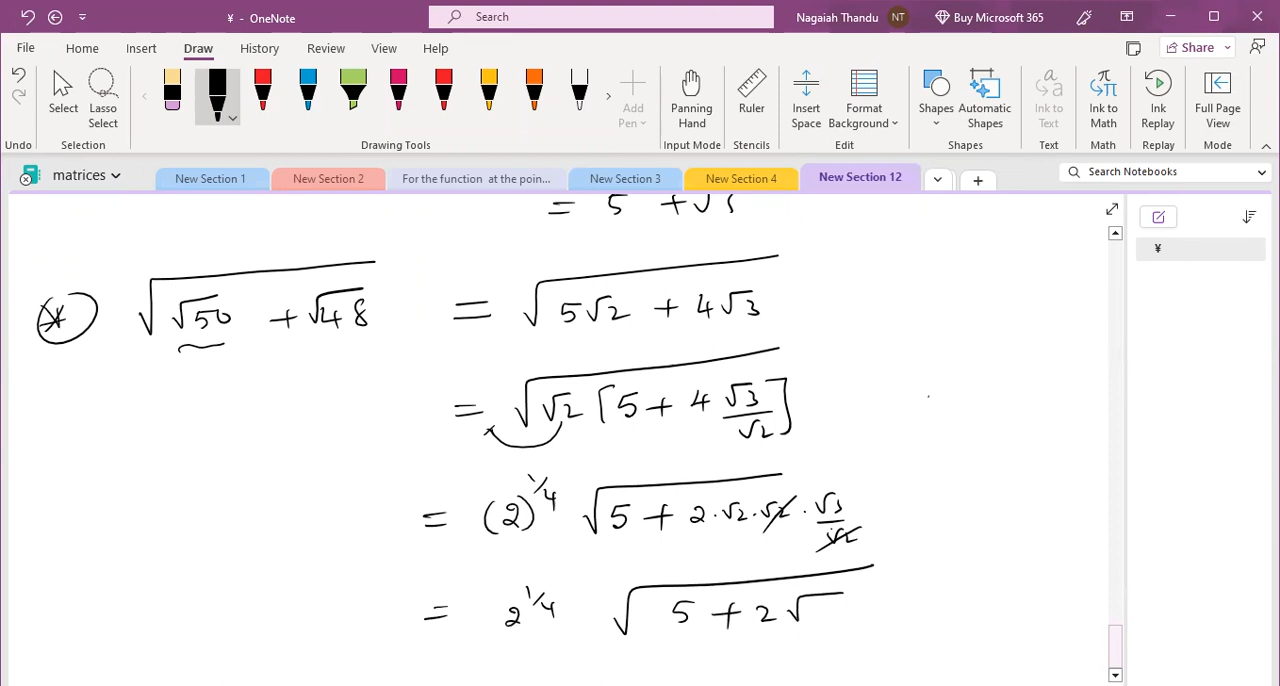 ¥ - OneNote
Search
Nagaiah Thandu NT
Buy Microsoft 365
File Home Insert Draw History Review View Help
Share
Undo
Select
Lasso Select
Selection
Drawing Tools
Add Pen
Panning Hand
Input Mode
Ruler
Stencils
Insert Space
Format Background
Edit
Shapes
Automatic Shapes
Shapes
Ink to Text
Text
Ink to Math
Math
Ink Replay
Replay
Full Page View
Mode
matrices
New Section 1
New Section 2
For the function at the poin...
New Section 3
New Section 4
New Section 12
+
Search Notebooks
¥
= 5 + √
* √(√50 + √48) = √(5√2 + 4√3)
= √(√2 [5 + 4 √3/√2])
= (2)^1/4 √(5 + 2 · √2 · √2 · √3/√2)
= 2^1/4 √(5 + 2√